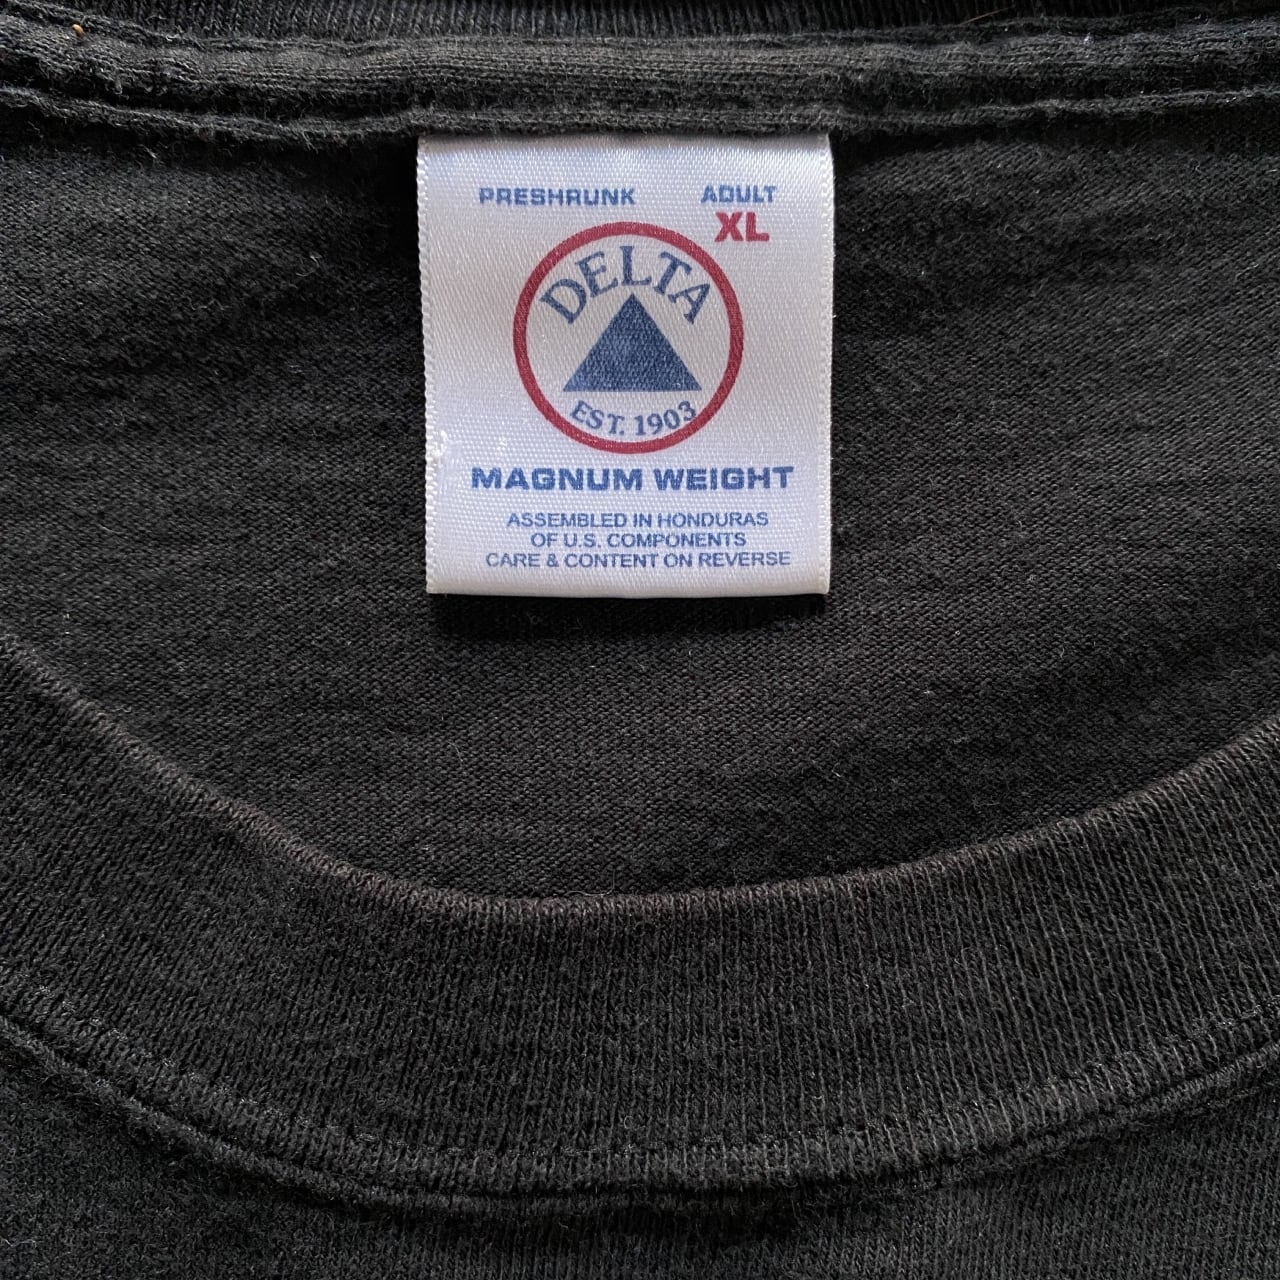 PRESHRUNK
ADULT
XL
DELTA
EST. 1903
MAGNUM WEIGHT
ASSEMBLED IN HONDURAS
OF U.S. COMPONENTS
CARE & CONTENT ON REVERSE